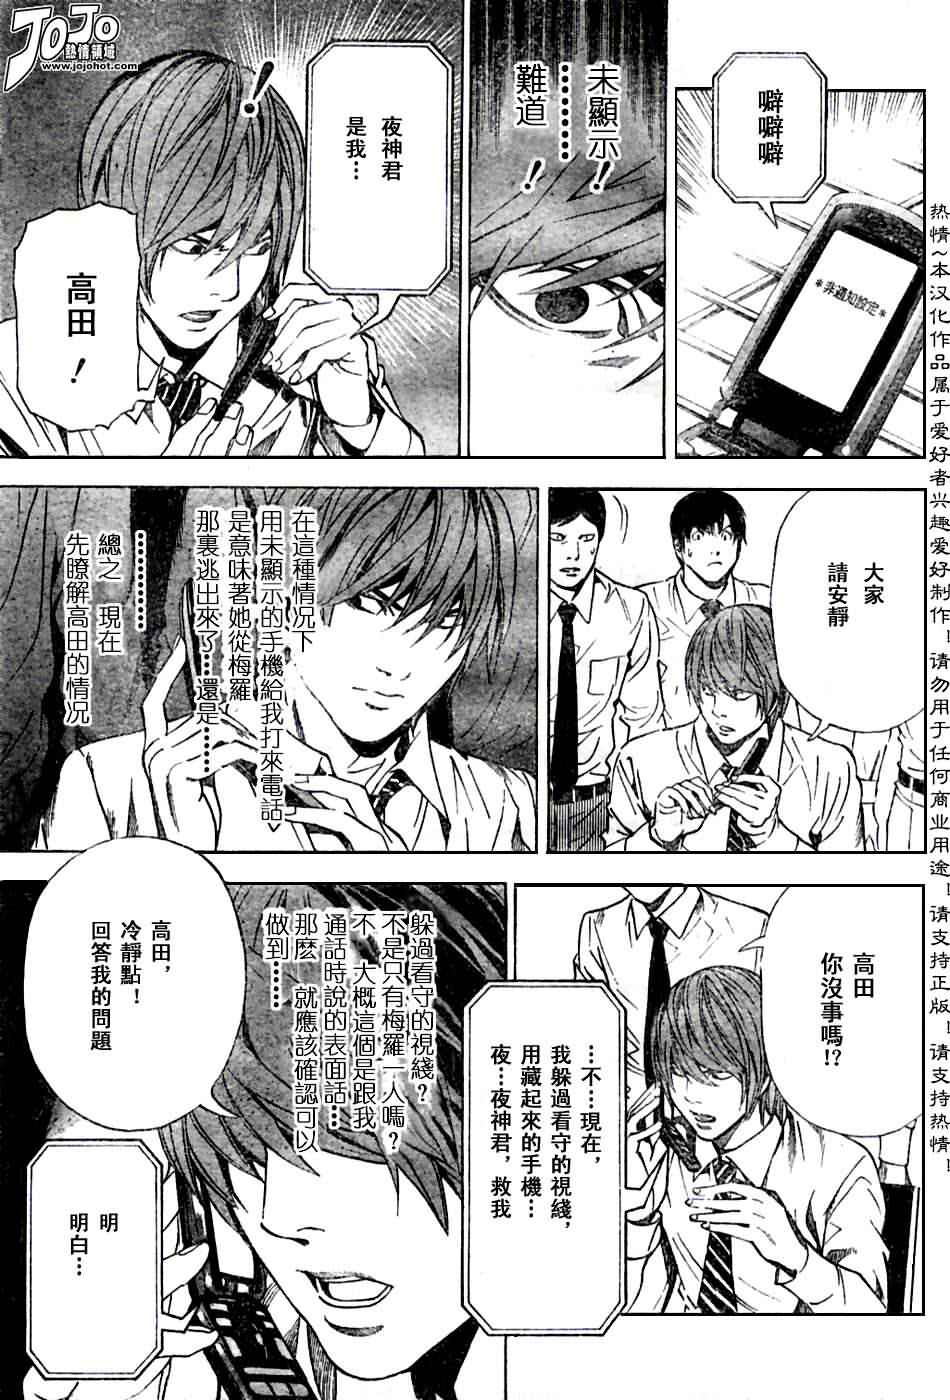 JOJO
熱情領域
www.jojohot.com
噼噼噼
*非通知設定*
未顯示！
………
難道！
！
夜神君
是我…
高田！
大家
請安靜
在這種情况下
用未顯示的手機給我打來電話，
是意味著她從梅羅
那裏逃出來了……還是……
………
總之 現在
先瞭解高田的情况
高田
你沒事嗎!?
…不…現在，
我躲過看守的視綫，
用藏起來的手機…
夜…夜神君，救我
躲過看守的視綫？
不是只有梅羅一人嗎？
不，大概這個是跟我
通話時説的表面話…
那麽 就應該確認可以
做到……
高田，
冷靜點！
回答我的問題
明
明白…
热情～本汉化作品属于爱好者兴趣爱好制作！请勿用于任何商业用途！请支持正版！请支持热情！